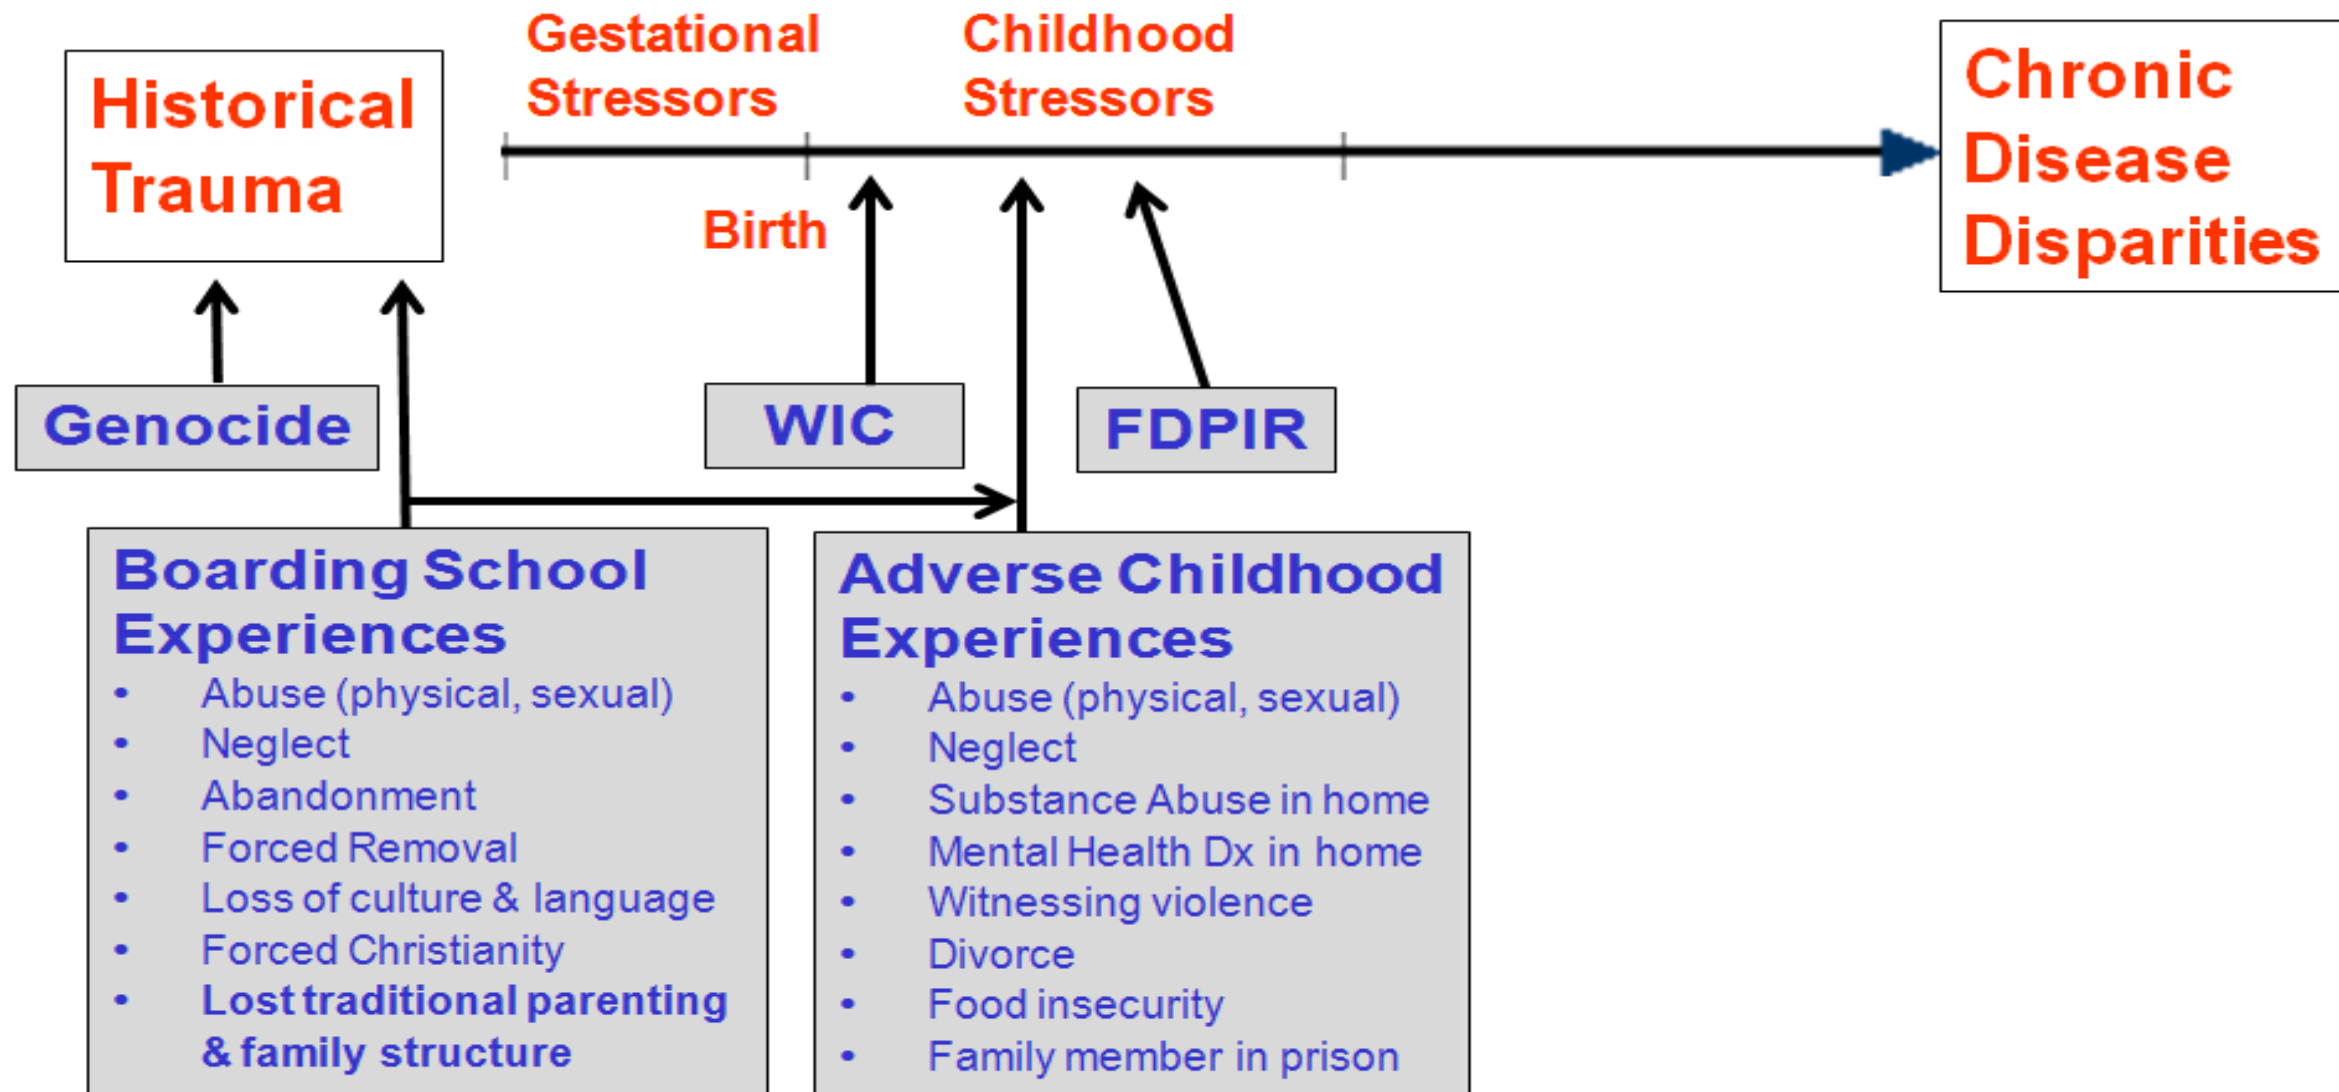 Historical
Trauma
Gestational
Stressors
Childhood
Stressors
Birth
Chronic
Disease
Disparities
Genocide
WIC
FDPIR
Boarding School
Experiences
• Abuse (physical, sexual)
• Neglect
• Abandonment
• Forced Removal
• Loss of culture & language
• Forced Christianity
• Lost traditional parenting
& family structure
Adverse Childhood
Experiences
• Abuse (physical, sexual)
• Neglect
• Substance Abuse in home
• Mental Health Dx in home
• Witnessing violence
• Divorce
• Food insecurity
• Family member in prison